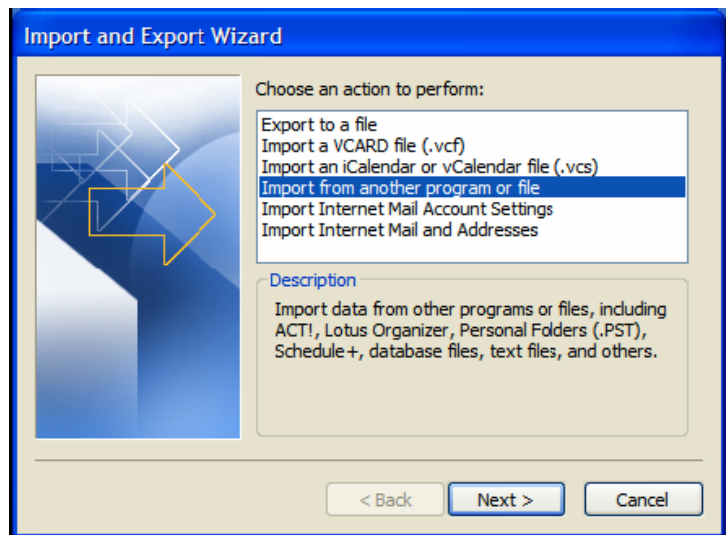 Import and Export Wizard
Choose an action to perform:
Export to a file
Import a VCARD file (.vcf)
Import an iCalendar or vCalendar file (.vcs)
Import from another program or file
Import Internet Mail Account Settings
Import Internet Mail and Addresses
Description
Import data from other programs or files, including
ACT!, Lotus Organizer, Personal Folders (.PST),
Schedule+, database files, text files, and others.
< Back Next > Cancel